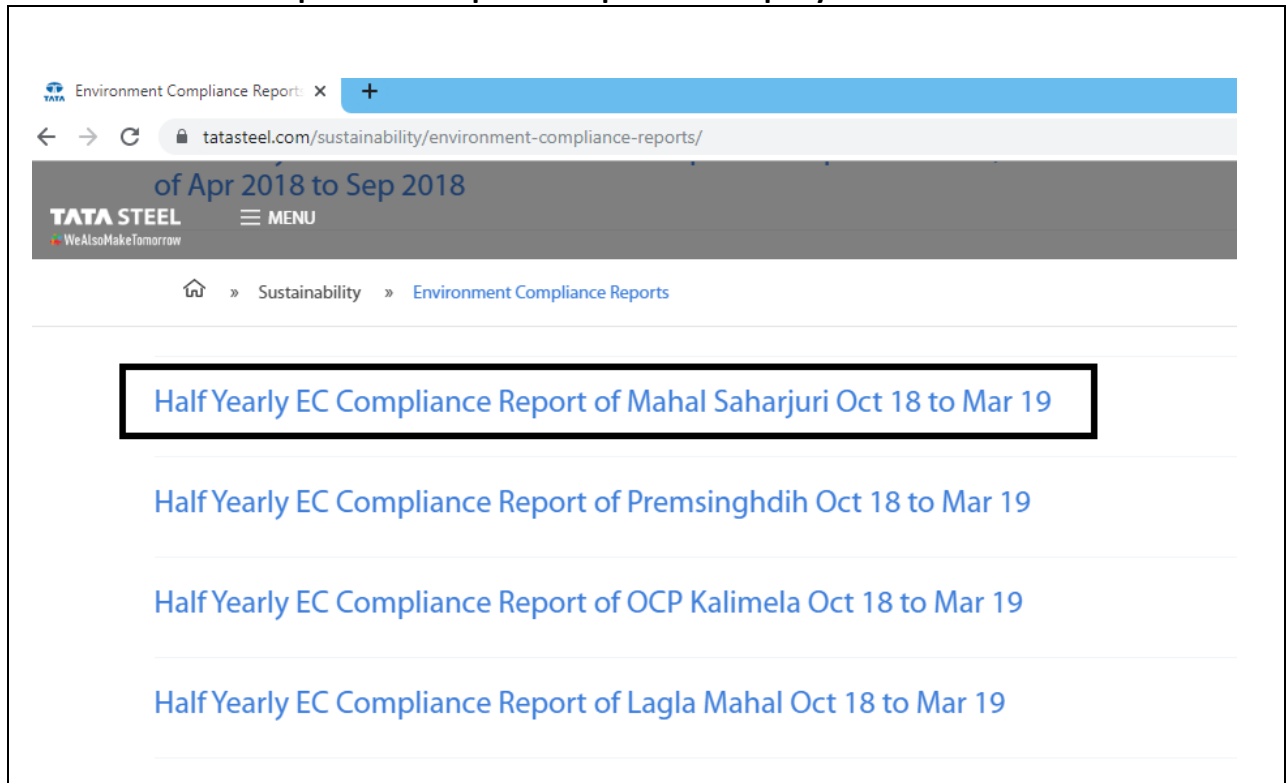 Environment Compliance Reports
tatasteel.com/sustainability/environment-compliance-reports/
of Apr 2018 to Sep 2018
TATA STEEL
MENU
WeAlsoMakeTomorrow
» Sustainability » Environment Compliance Reports
Half Yearly EC Compliance Report of Mahal Saharjuri Oct 18 to Mar 19
Half Yearly EC Compliance Report of Premsinghdih Oct 18 to Mar 19
Half Yearly EC Compliance Report of OCP Kalimela Oct 18 to Mar 19
Half Yearly EC Compliance Report of Lagla Mahal Oct 18 to Mar 19